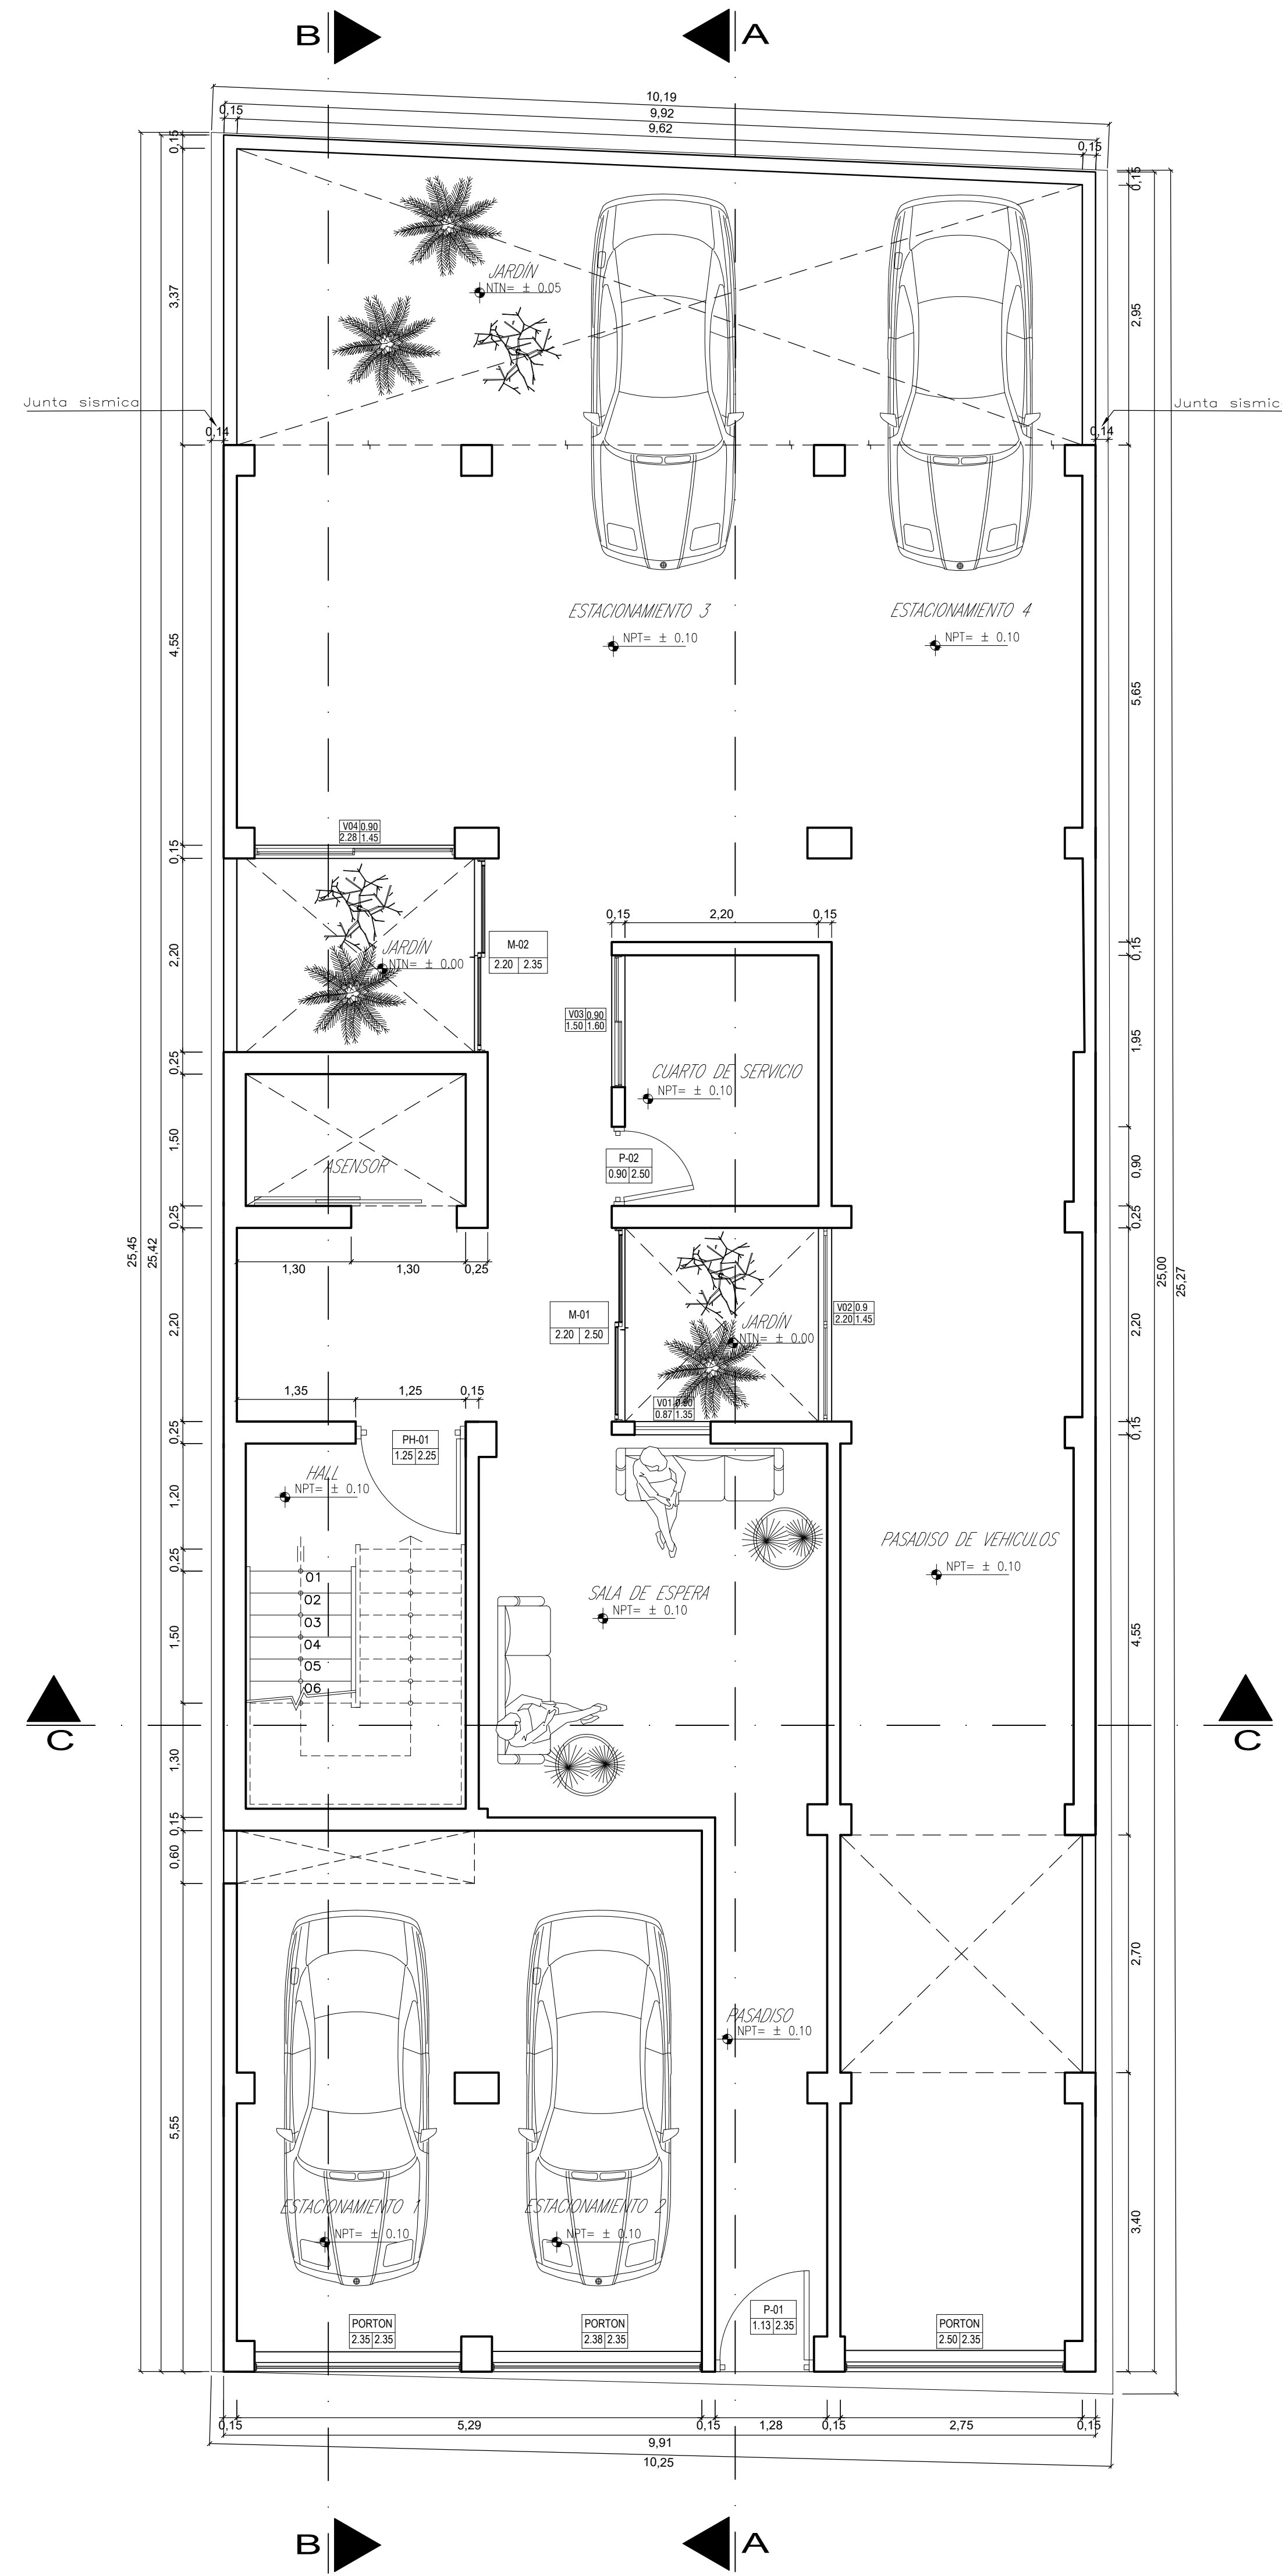 B
A
10,19
9,92
9,62
0,15
0,15
0,15
0,15
JARDÍN
NTN= ± 0.05
3,37
2,95
Junta sismica
Junta sismic
0,14
0,14
ESTACIONAMIENTO 3
NPT= ± 0.10
ESTACIONAMIENTO 4
NPT= ± 0.10
4,55
5,65
V04 0.90
2.28 1.45
0,15
0,15 2,20 0,15
M-02
2.20 2.35
JARDÍN
NTN= ± 0.00
2,20
0,15
V03 0.90
1.50 1.60
1,95
0,25
CUARTO DE SERVICIO
NPT= ± 0.10
1,50
ASENSOR
P-02
0.90 2.50
0,90
0,25
0,25
25,45
25,42
25,00
25,27
1,30 1,30 0,25
M-01
2.20 2.50
V02 0.9
2.20 1.45
JARDÍN
NTN= ± 0.00
2,20
2,20
1,35 1,25 0,15
V01 0.90
0.87 1.35
0,25
0,15
PH-01
1.25 2.25
HALL
NPT= ± 0.10
1,20
PASADISO DE VEHICULOS
NPT= ± 0.10
0,25
01
02
03
04
05
06
SALA DE ESPERA
NPT= ± 0.10
1,50
4,55
C
C
1,30
0,15
0,60
2,70
PASADISO
NPT= ± 0.10
5,55
ESTACIONAMIENTO 1
NPT= ± 0.10
ESTACIONAMIENTO 2
NPT= ± 0.10
3,40
PORTON
2.35 2.35
PORTON
2.38 2.35
P-01
1.13 2.35
PORTON
2.50 2.35
0,15 5,29 0,15 1,28 0,15 2,75 0,15
9,91
10,25
B
A